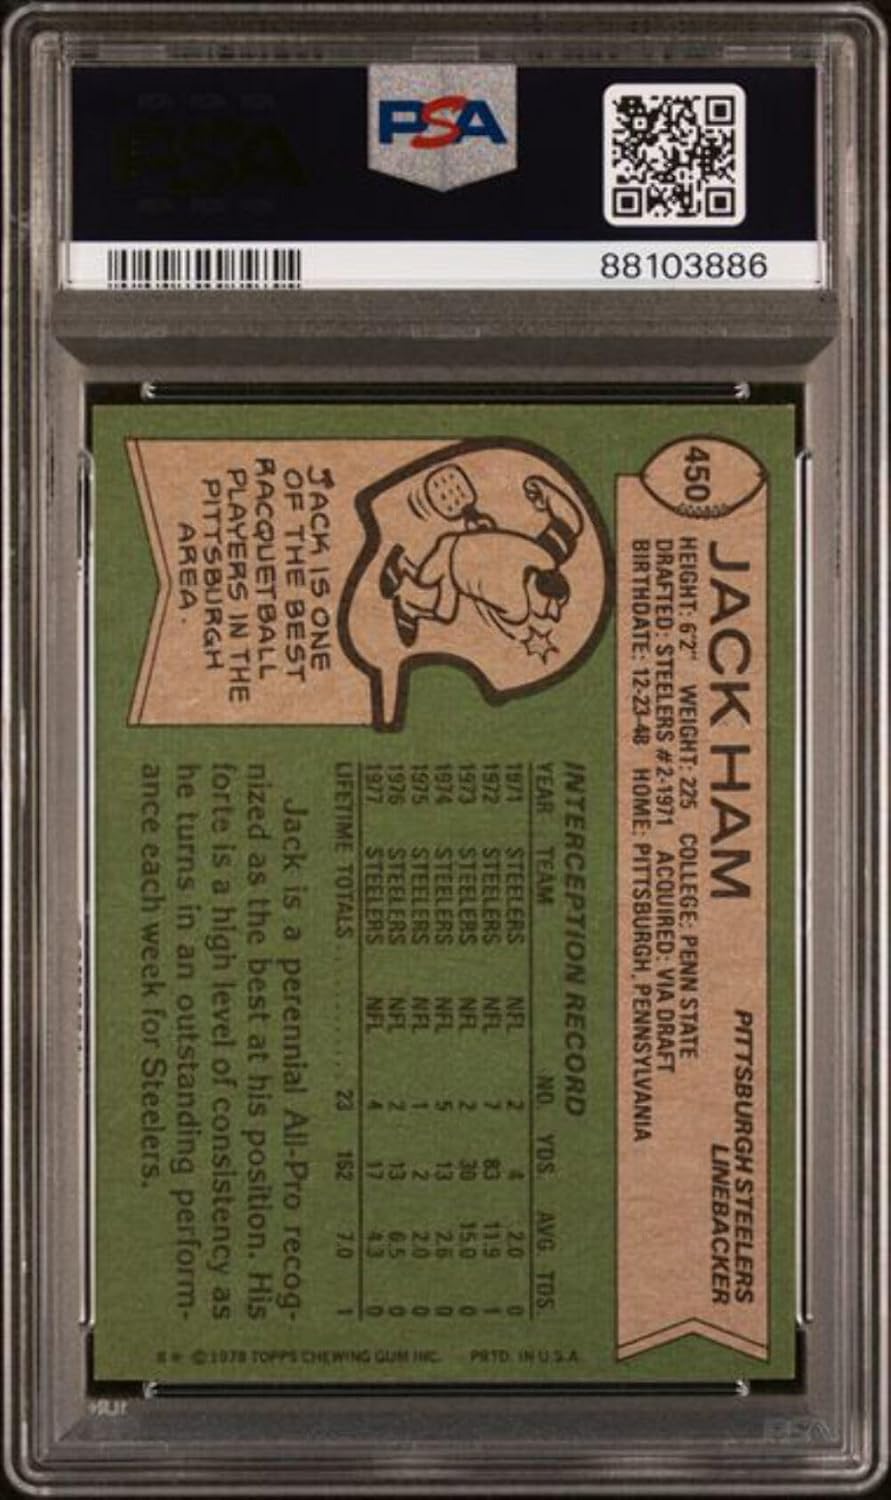 PSA
88103886
450
JACK HAM
PITTSBURGH STEELERS
LINEBACKER
HEIGHT: 6'2" WEIGHT: 225 COLLEGE: PENN STATE
DRAFTED: STEELERS #2-1971 ACQUIRED: VIA DRAFT
BIRTHDATE: 12-23-48 HOME: PITTSBURGH, PENNSYLVANIA
JACK IS ONE
OF THE BEST
RACQUETBALL
PLAYERS IN THE
PITTSBURGH
AREA.
INTERCEPTION RECORD
YEAR TEAM NO. YDS. AVG. TDS.
1971 STEELERS NFL 2 4 2.0 0
1972 STEELERS NFL 7 83 11.9 1
1973 STEELERS NFL 2 30 15.0 0
1974 STEELERS NFL 5 13 2.6 0
1975 STEELERS NFL 1 2 2.0 0
1976 STEELERS NFL 2 13 6.5 0
1977 STEELERS NFL 4 17 4.3 0
LIFETIME TOTALS . . . . . . . . . 23 162 7.0 1
Jack is a perennial All-Pro recog-
nized as the best at his position. His
forte is a high level of consistency as
he turns in an outstanding perform-
ance each week for Steelers.
© 1978 TOPPS CHEWING GUM INC. PRTD. IN U.S.A.